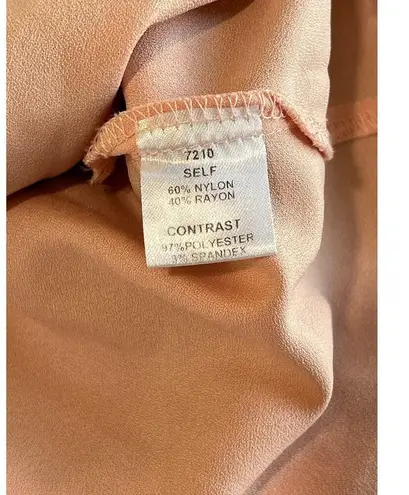 7210
SELF
60% NYLON
40% RAYON
CONTRAST
97%POLYESTER
3% SPANDEX